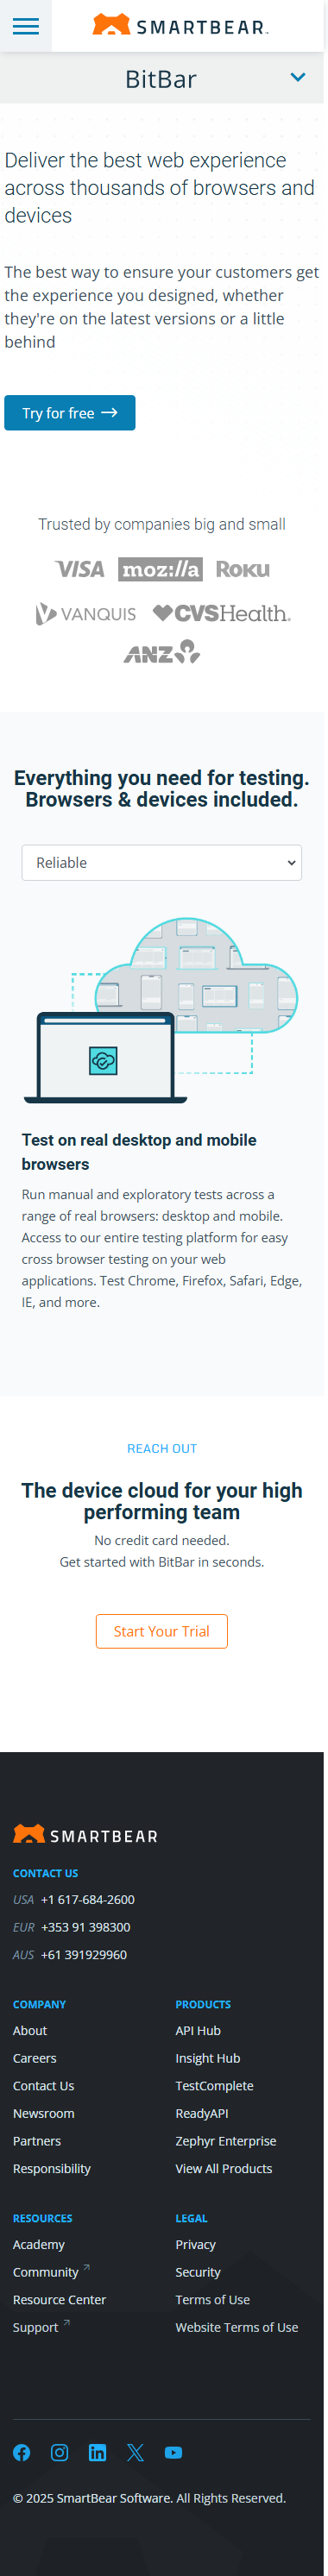 SMARTBEAR
BitBar
Deliver the best web experience
across thousands of browsers and
devices
The best way to ensure your customers get
the experience you designed, whether
they're on the latest versions or a little
behind
Try for free →
Trusted by companies big and small
VISA moz://a ROKU
VANQUIS CVSHealth®
ANZ
Everything you need for testing.
Browsers & devices included.
Reliable
Test on real desktop and mobile
browsers
Run manual and exploratory tests across a
range of real browsers: desktop and mobile.
Access to our entire testing platform for easy
cross browser testing on your web
applications. Test Chrome, Firefox, Safari, Edge,
IE, and more.
REACH OUT
The device cloud for your high
performing team
No credit card needed.
Get started with BitBar in seconds.
Start Your Trial
SMARTBEAR
CONTACT US
USA +1 617-684-2600
EUR +353 91 398300
AUS +61 391929960
COMPANY
About
Careers
Contact Us
Newsroom
Partners
Responsibility
PRODUCTS
API Hub
Insight Hub
TestComplete
ReadyAPI
Zephyr Enterprise
View All Products
RESOURCES
Academy
Community
Resource Center
Support
LEGAL
Privacy
Security
Terms of Use
Website Terms of Use
© 2025 SmartBear Software. All Rights Reserved.